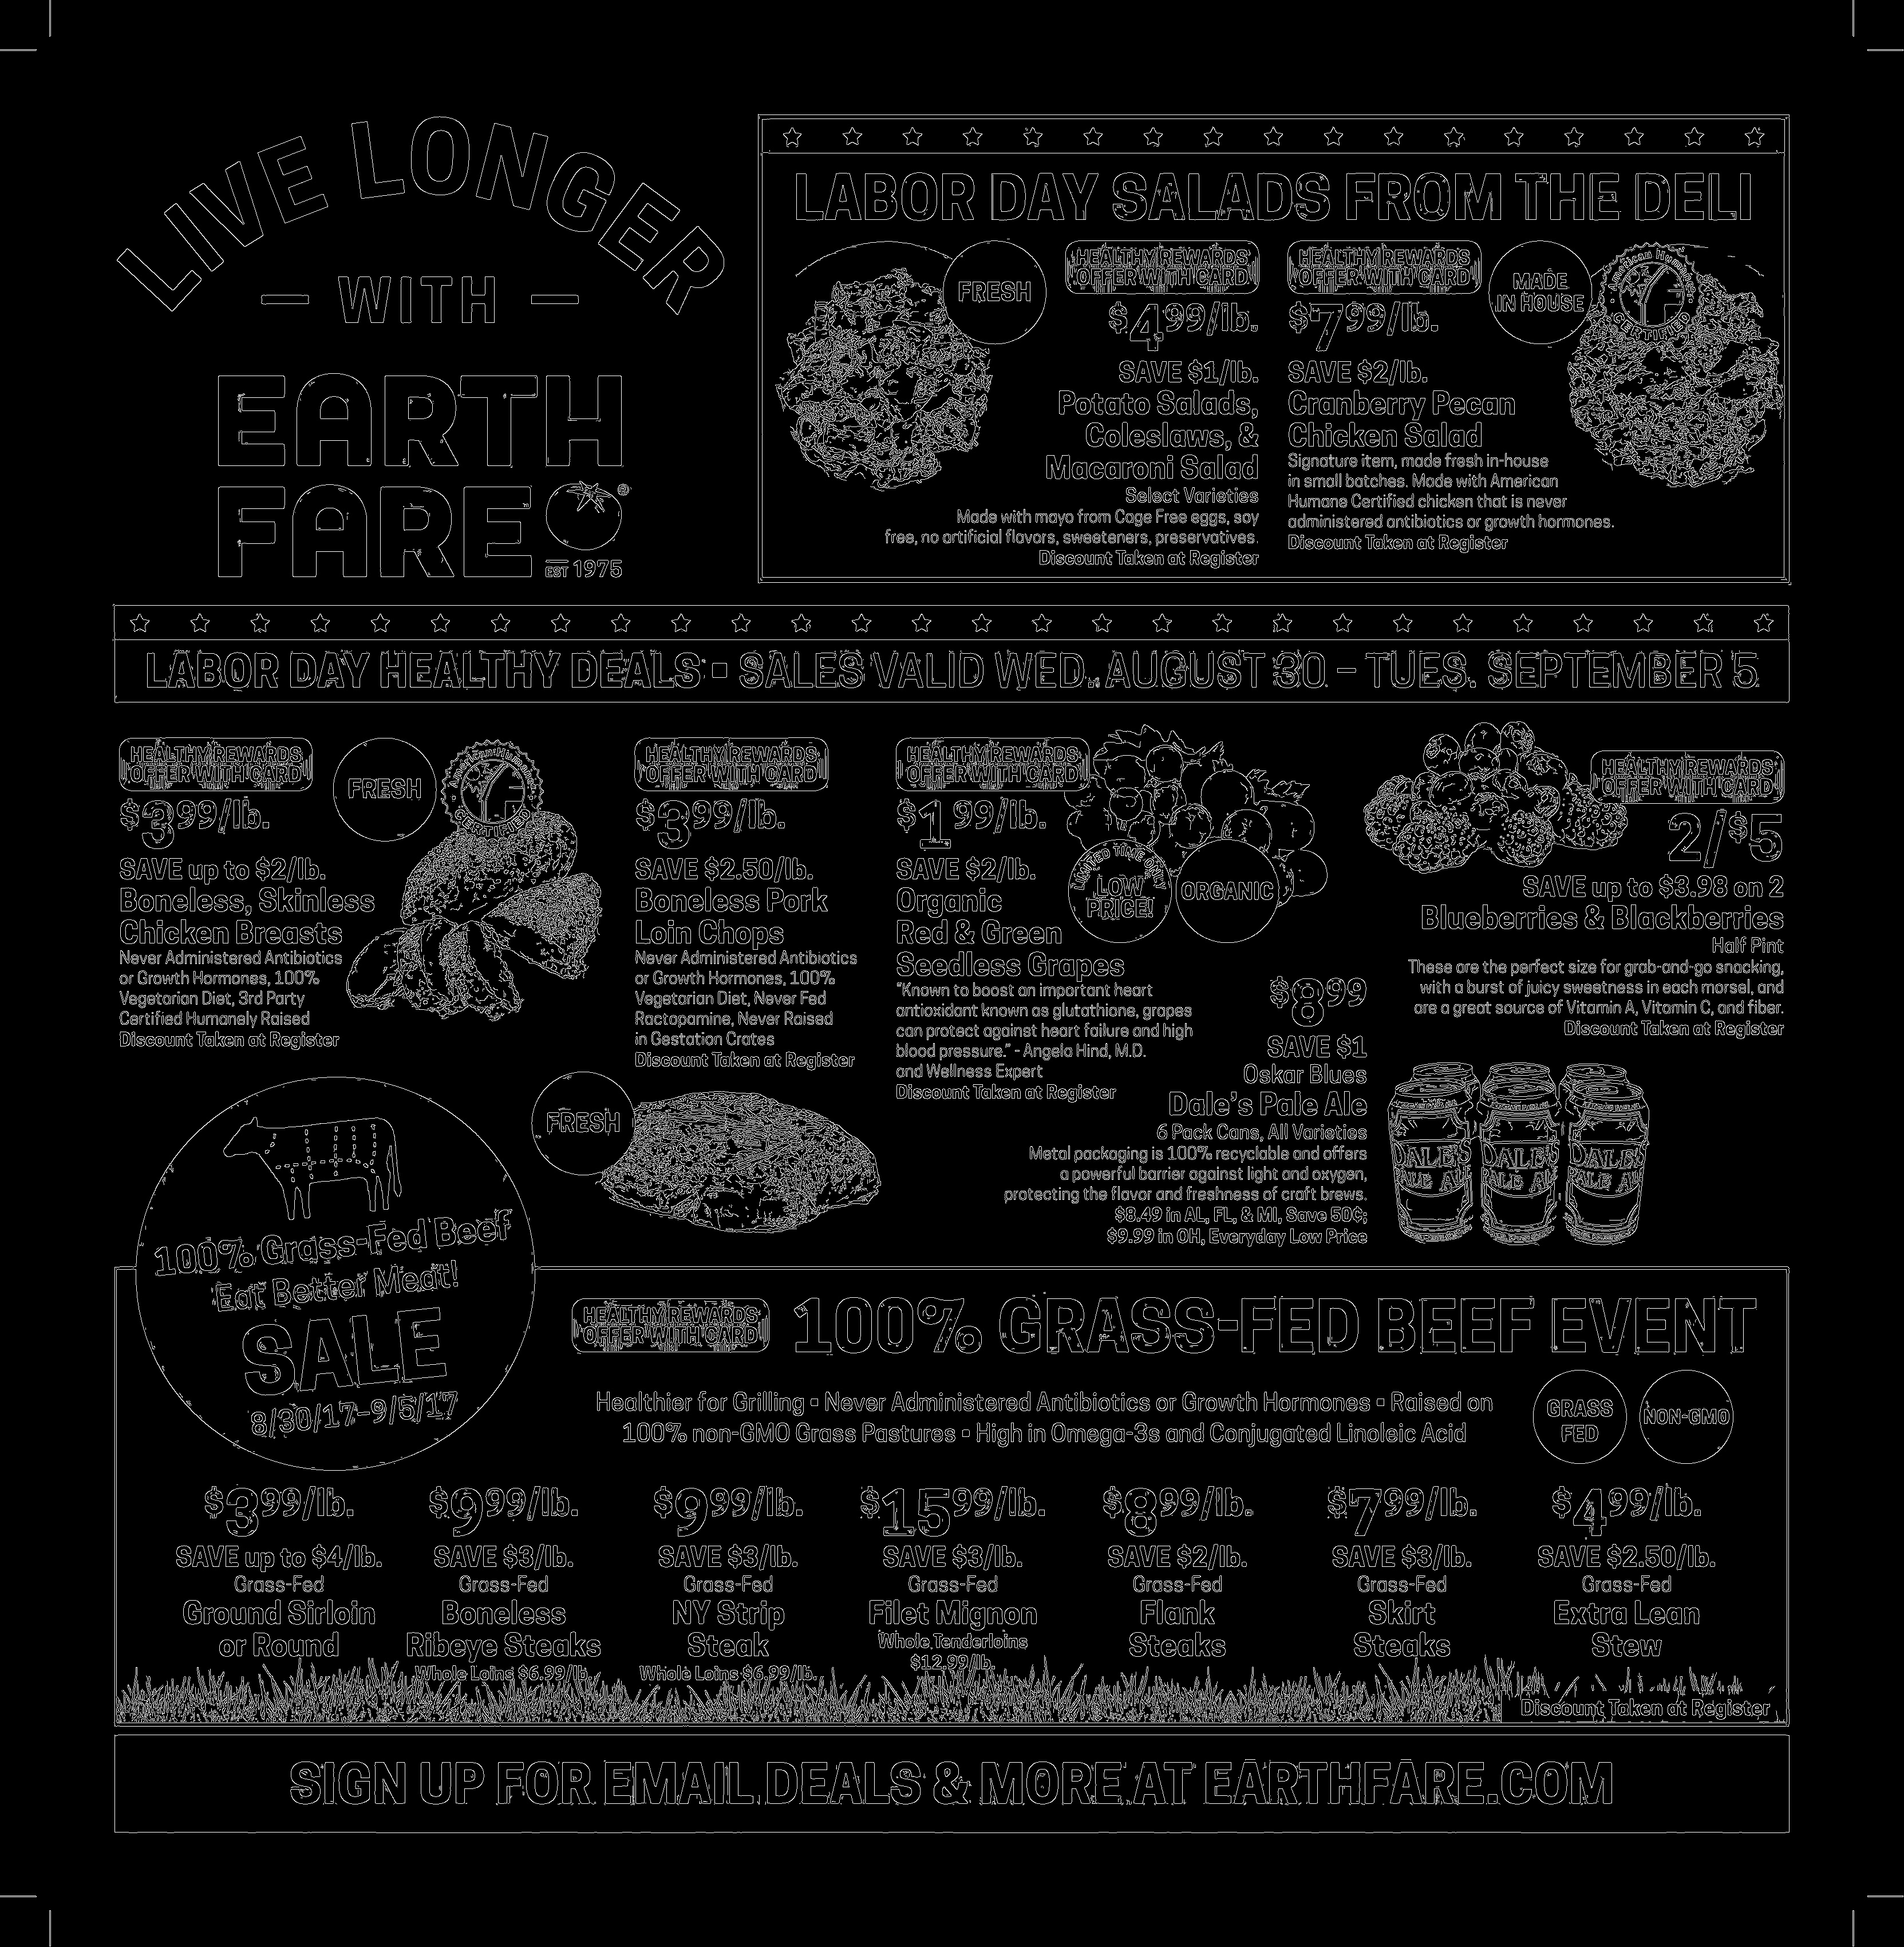 LIVE LONGER
WITH
EARTH
FARE®
EST 1975
LABOR DAY SALADS FROM THE DELI
FRESH
HEALTHY REWARDS
OFFER WITH CARD
$4.99/lb.
SAVE $1/lb.
Potato Salads,
Coleslaws, &
Macaroni Salad
Select Varieties
Made with mayo from Cage Free eggs, soy
free, no artificial flavors, sweeteners, preservatives.
Discount Taken at Register
HEALTHY REWARDS
OFFER WITH CARD
$7.99/lb.
SAVE $2/lb.
Cranberry Pecan
Chicken Salad
Signature item, made fresh in-house
in small batches. Made with American
Humane Certified chicken that is never
administered antibiotics or growth hormones.
Discount Taken at Register
MADE
IN HOUSE
American Humane
CERTIFIED
LABOR DAY HEALTHY DEALS • SALES VALID WED. AUGUST 30 – TUES. SEPTEMBER 5
HEALTHY REWARDS
OFFER WITH CARD
$3.99/lb.
SAVE up to $2/lb.
Boneless, Skinless
Chicken Breasts
Never Administered Antibiotics
or Growth Hormones, 100%
Vegetarian Diet, 3rd Party
Certified Humanely Raised
Discount Taken at Register
FRESH
American Humane
CERTIFIED
HEALTHY REWARDS
OFFER WITH CARD
$3.99/lb.
SAVE $2.50/lb.
Boneless Pork
Loin Chops
Never Administered Antibiotics
or Growth Hormones, 100%
Vegetarian Diet, Never Fed
Ractopamine, Never Raised
in Gestation Crates
Discount Taken at Register
FRESH
HEALTHY REWARDS
OFFER WITH CARD
$1.99/lb.
SAVE $2/lb.
Organic
Red & Green
Seedless Grapes
"Known to boost an important heart
antioxidant known as glutathione, grapes
can protect against heart failure and high
blood pressure." - Angela Hind, M.D.
and Wellness Expert
Discount Taken at Register
LIMITED TIME ONLY
LOW
PRICE!
ORGANIC
HEALTHY REWARDS
OFFER WITH CARD
2/$5
SAVE up to $3.98 on 2
Blueberries & Blackberries
Half Pint
These are the perfect size for grab-and-go snacking,
with a burst of juicy sweetness in each morsel, and
are a great source of Vitamin A, Vitamin C, and fiber.
Discount Taken at Register
$8.99
SAVE $1
Oskar Blues
Dale's Pale Ale
6 Pack Cans, All Varieties
Metal packaging is 100% recyclable and offers
a powerful barrier against light and oxygen,
protecting the flavor and freshness of craft brews.
$8.49 in AL, FL, & MI, Save 50¢;
$9.99 in OH, Everyday Low Price
DALE'S DALE'S DALE'S
100% Grass-Fed Beef
Eat Better Meat!
SALE
8/30/17–9/5/17
HEALTHY REWARDS
OFFER WITH CARD
100% GRASS-FED BEEF EVENT
Healthier for Grilling • Never Administered Antibiotics or Growth Hormones • Raised on
100% non-GMO Grass Pastures • High in Omega-3s and Conjugated Linoleic Acid
GRASS
FED
NON-GMO
$3.99/lb.
SAVE up to $4/lb.
Grass-Fed
Ground Sirloin
or Round
$9.99/lb.
SAVE $3/lb.
Grass-Fed
Boneless
Ribeye Steaks
Whole Loins $6.99/lb.
$9.99/lb.
SAVE $3/lb.
Grass-Fed
NY Strip
Steak
Whole Loins $6.99/lb.
$15.99/lb.
SAVE $3/lb.
Grass-Fed
Filet Mignon
Whole Tenderloins
$12.99/lb.
$8.99/lb.
SAVE $2/lb.
Grass-Fed
Flank
Steaks
$7.99/lb.
SAVE $3/lb.
Grass-Fed
Skirt
Steaks
$4.99/lb.
SAVE $2.50/lb.
Grass-Fed
Extra Lean
Stew
Discount Taken at Register
SIGN UP FOR EMAIL DEALS & MORE AT EARTHFARE.COM